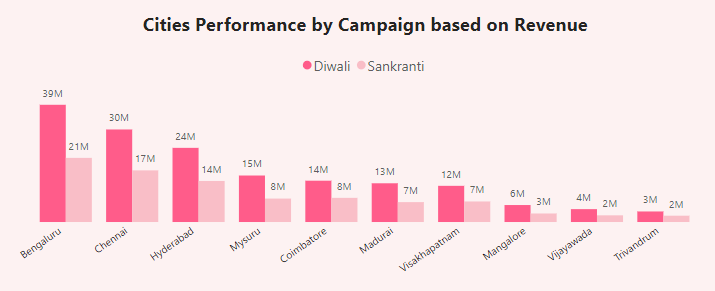 Cities Performance by Campaign based on Revenue
Diwali Sankranti
39M 21M 30M 17M 24M 14M 15M 8M 14M 8M 13M 7M 12M 7M 6M 3M 4M 2M 3M 2M
Bengaluru Chennai Hyderabad Mysuru Coimbatore Madurai Visakhapatnam Mangalore Vijayawada Trivandrum